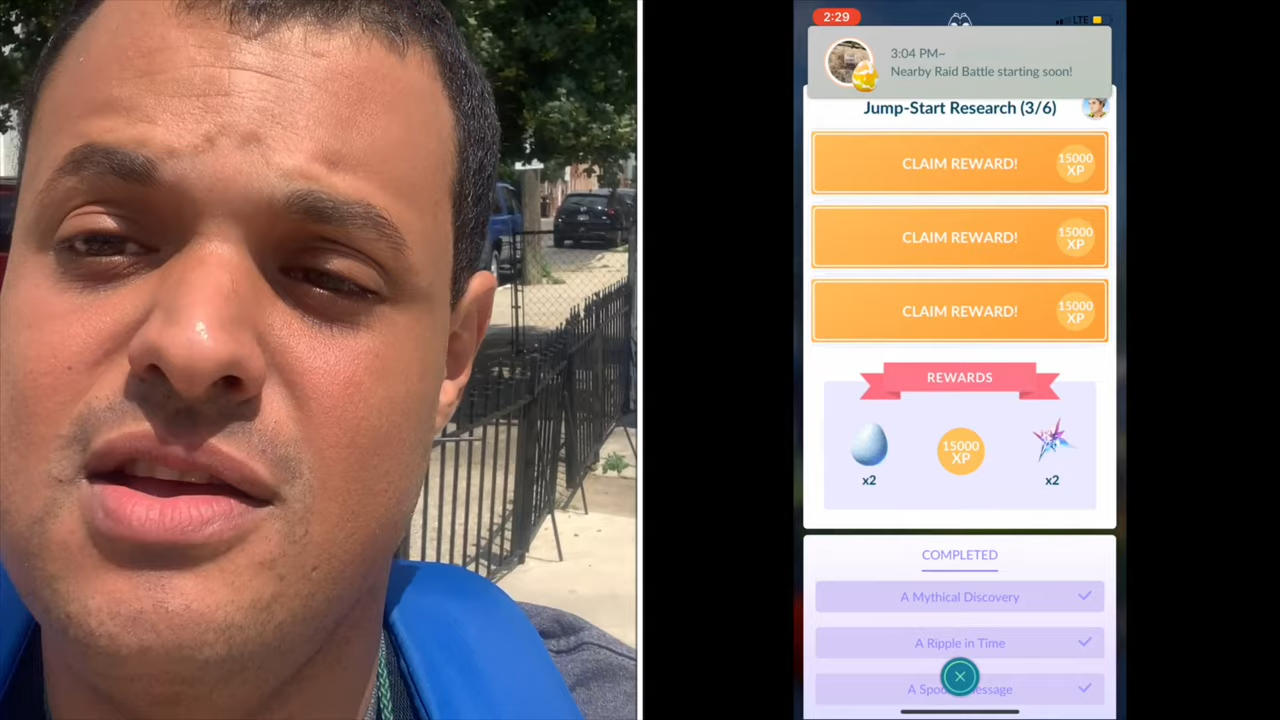 2:29
LTE
3:04 PM~
Nearby Raid Battle starting soon!
Jump-Start Research (3/6)
CLAIM REWARD!
15000
XP
CLAIM REWARD!
15000
XP
CLAIM REWARD!
15000
XP
REWARDS
15000
XP
x2
x2
COMPLETED
A Mythical Discovery
A Ripple in Time
A Spoo
essage